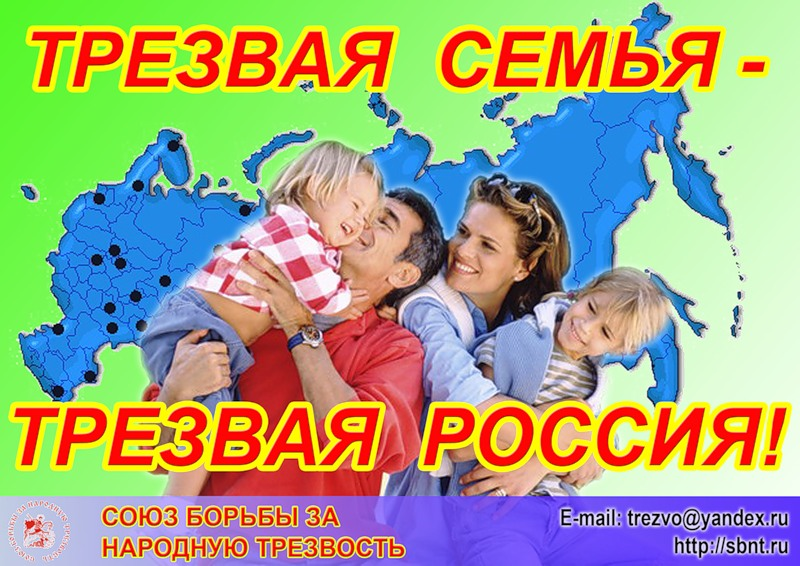 ТРЕЗВАЯ СЕМЬЯ -
ТРЕЗВАЯ РОССИЯ!
СОЮЗ БОРЬБЫ ЗА
НАРОДНУЮ ТРЕЗВОСТЬ
E-mail: trezvo@yandex.ru
http://sbnt.ru